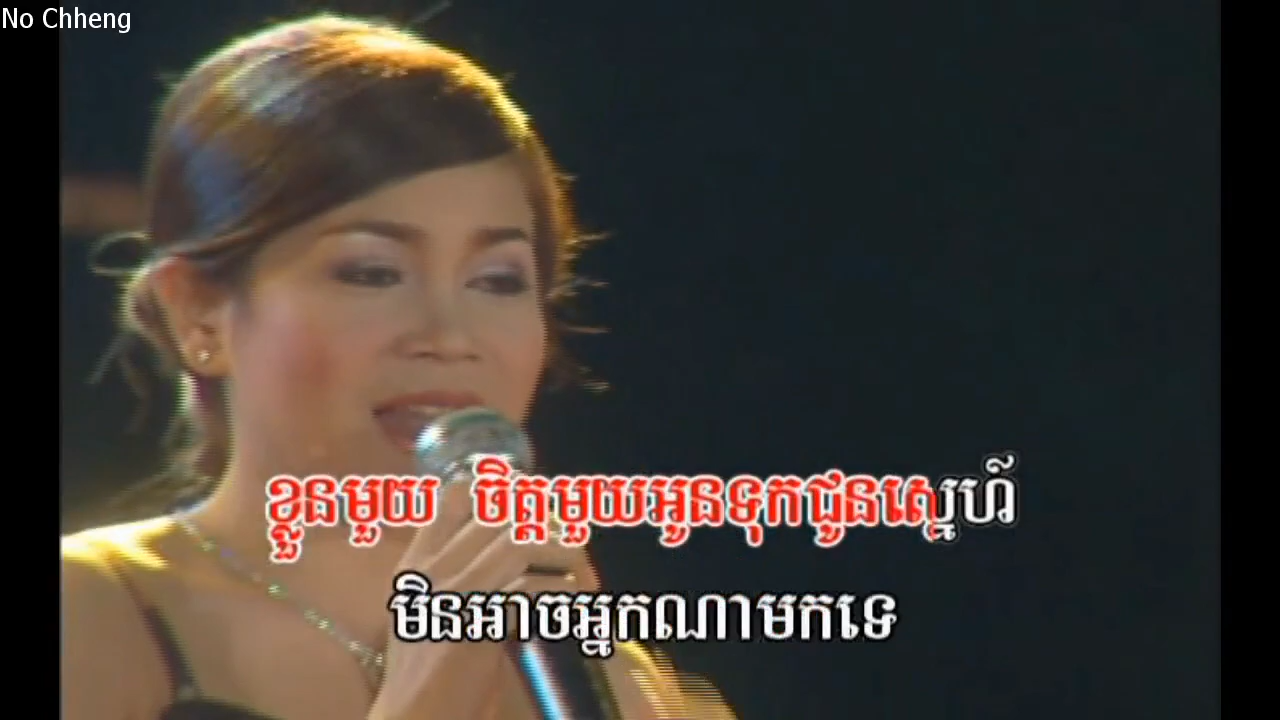 No Chheng
ខ្លួនមួយ ចិត្តមួយអូនទុកជូនស្នេហ៍
មិនអាចអ្នកណាមកទេ